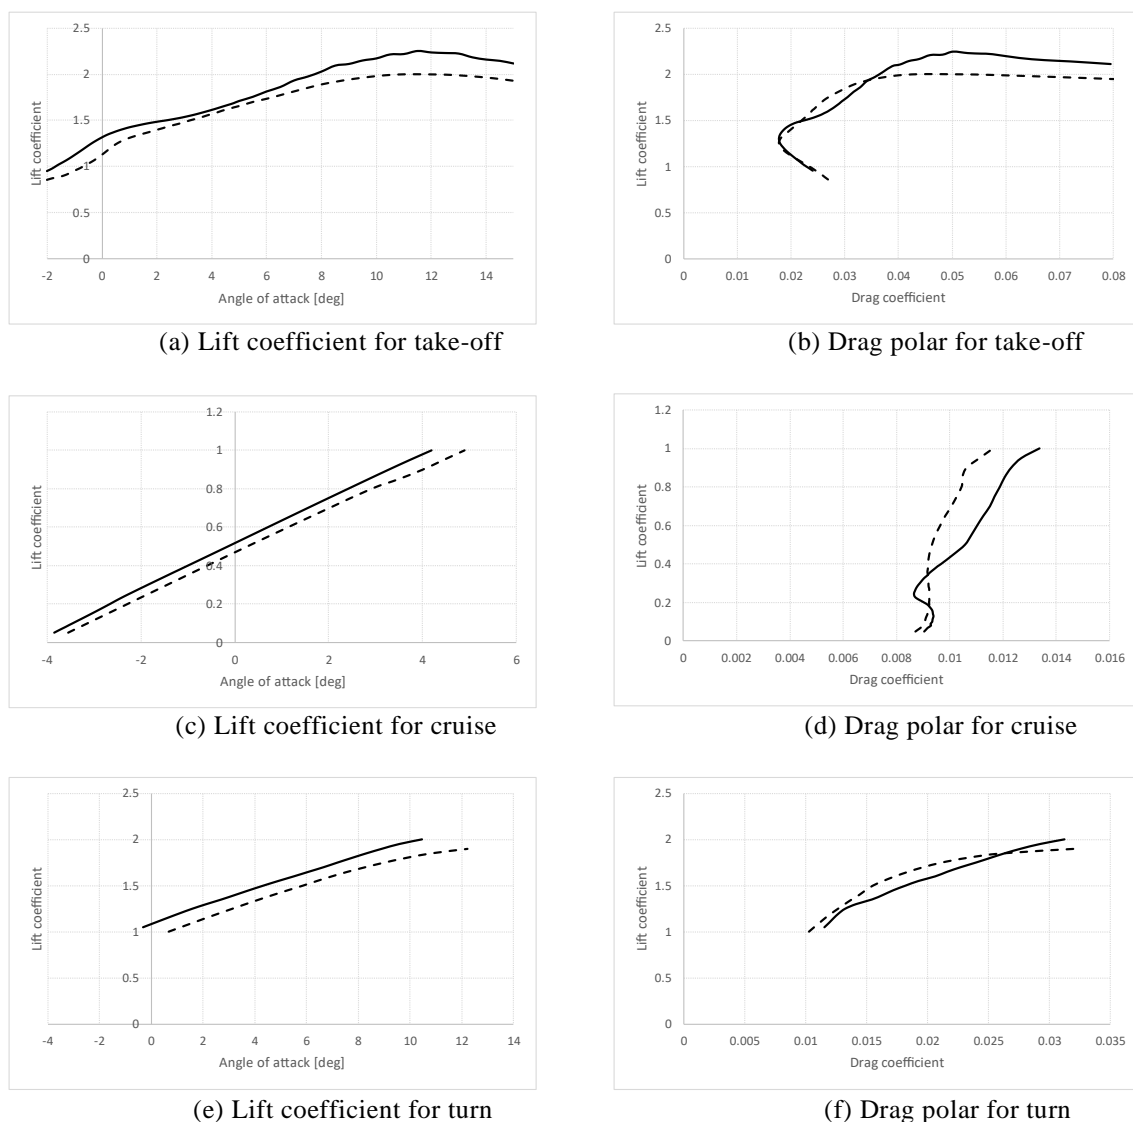 2.5
2
1.5
1
0.5
0
-2 0 2 4 6 8 10 12 14
Lift coefficient
Angle of attack [deg]
(a) Lift coefficient for take-off
2.5
2
1.5
1
0.5
0
0 0.01 0.02 0.03 0.04 0.05 0.06 0.07 0.08
Lift coefficient
Drag coefficient
(b) Drag polar for take-off
1.2
1
0.8
0.6
0.4
0.2
0
-4 -2 0 2 4 6
Lift coefficient
Angle of attack [deg]
(c) Lift coefficient for cruise
1.2
1
0.8
0.6
0.4
0.2
0
0 0.002 0.004 0.006 0.008 0.01 0.012 0.014 0.016
Lift coefficient
Drag coefficient
(d) Drag polar for cruise
2.5
2
1.5
1
0.5
0
-4 -2 0 2 4 6 8 10 12 14
Lift coefficient
Angle of attack [deg]
(e) Lift coefficient for turn
2.5
2
1.5
1
0.5
0
0 0.005 0.01 0.015 0.02 0.025 0.03 0.035
Lift coefficient
Drag coefficient
(f) Drag polar for turn